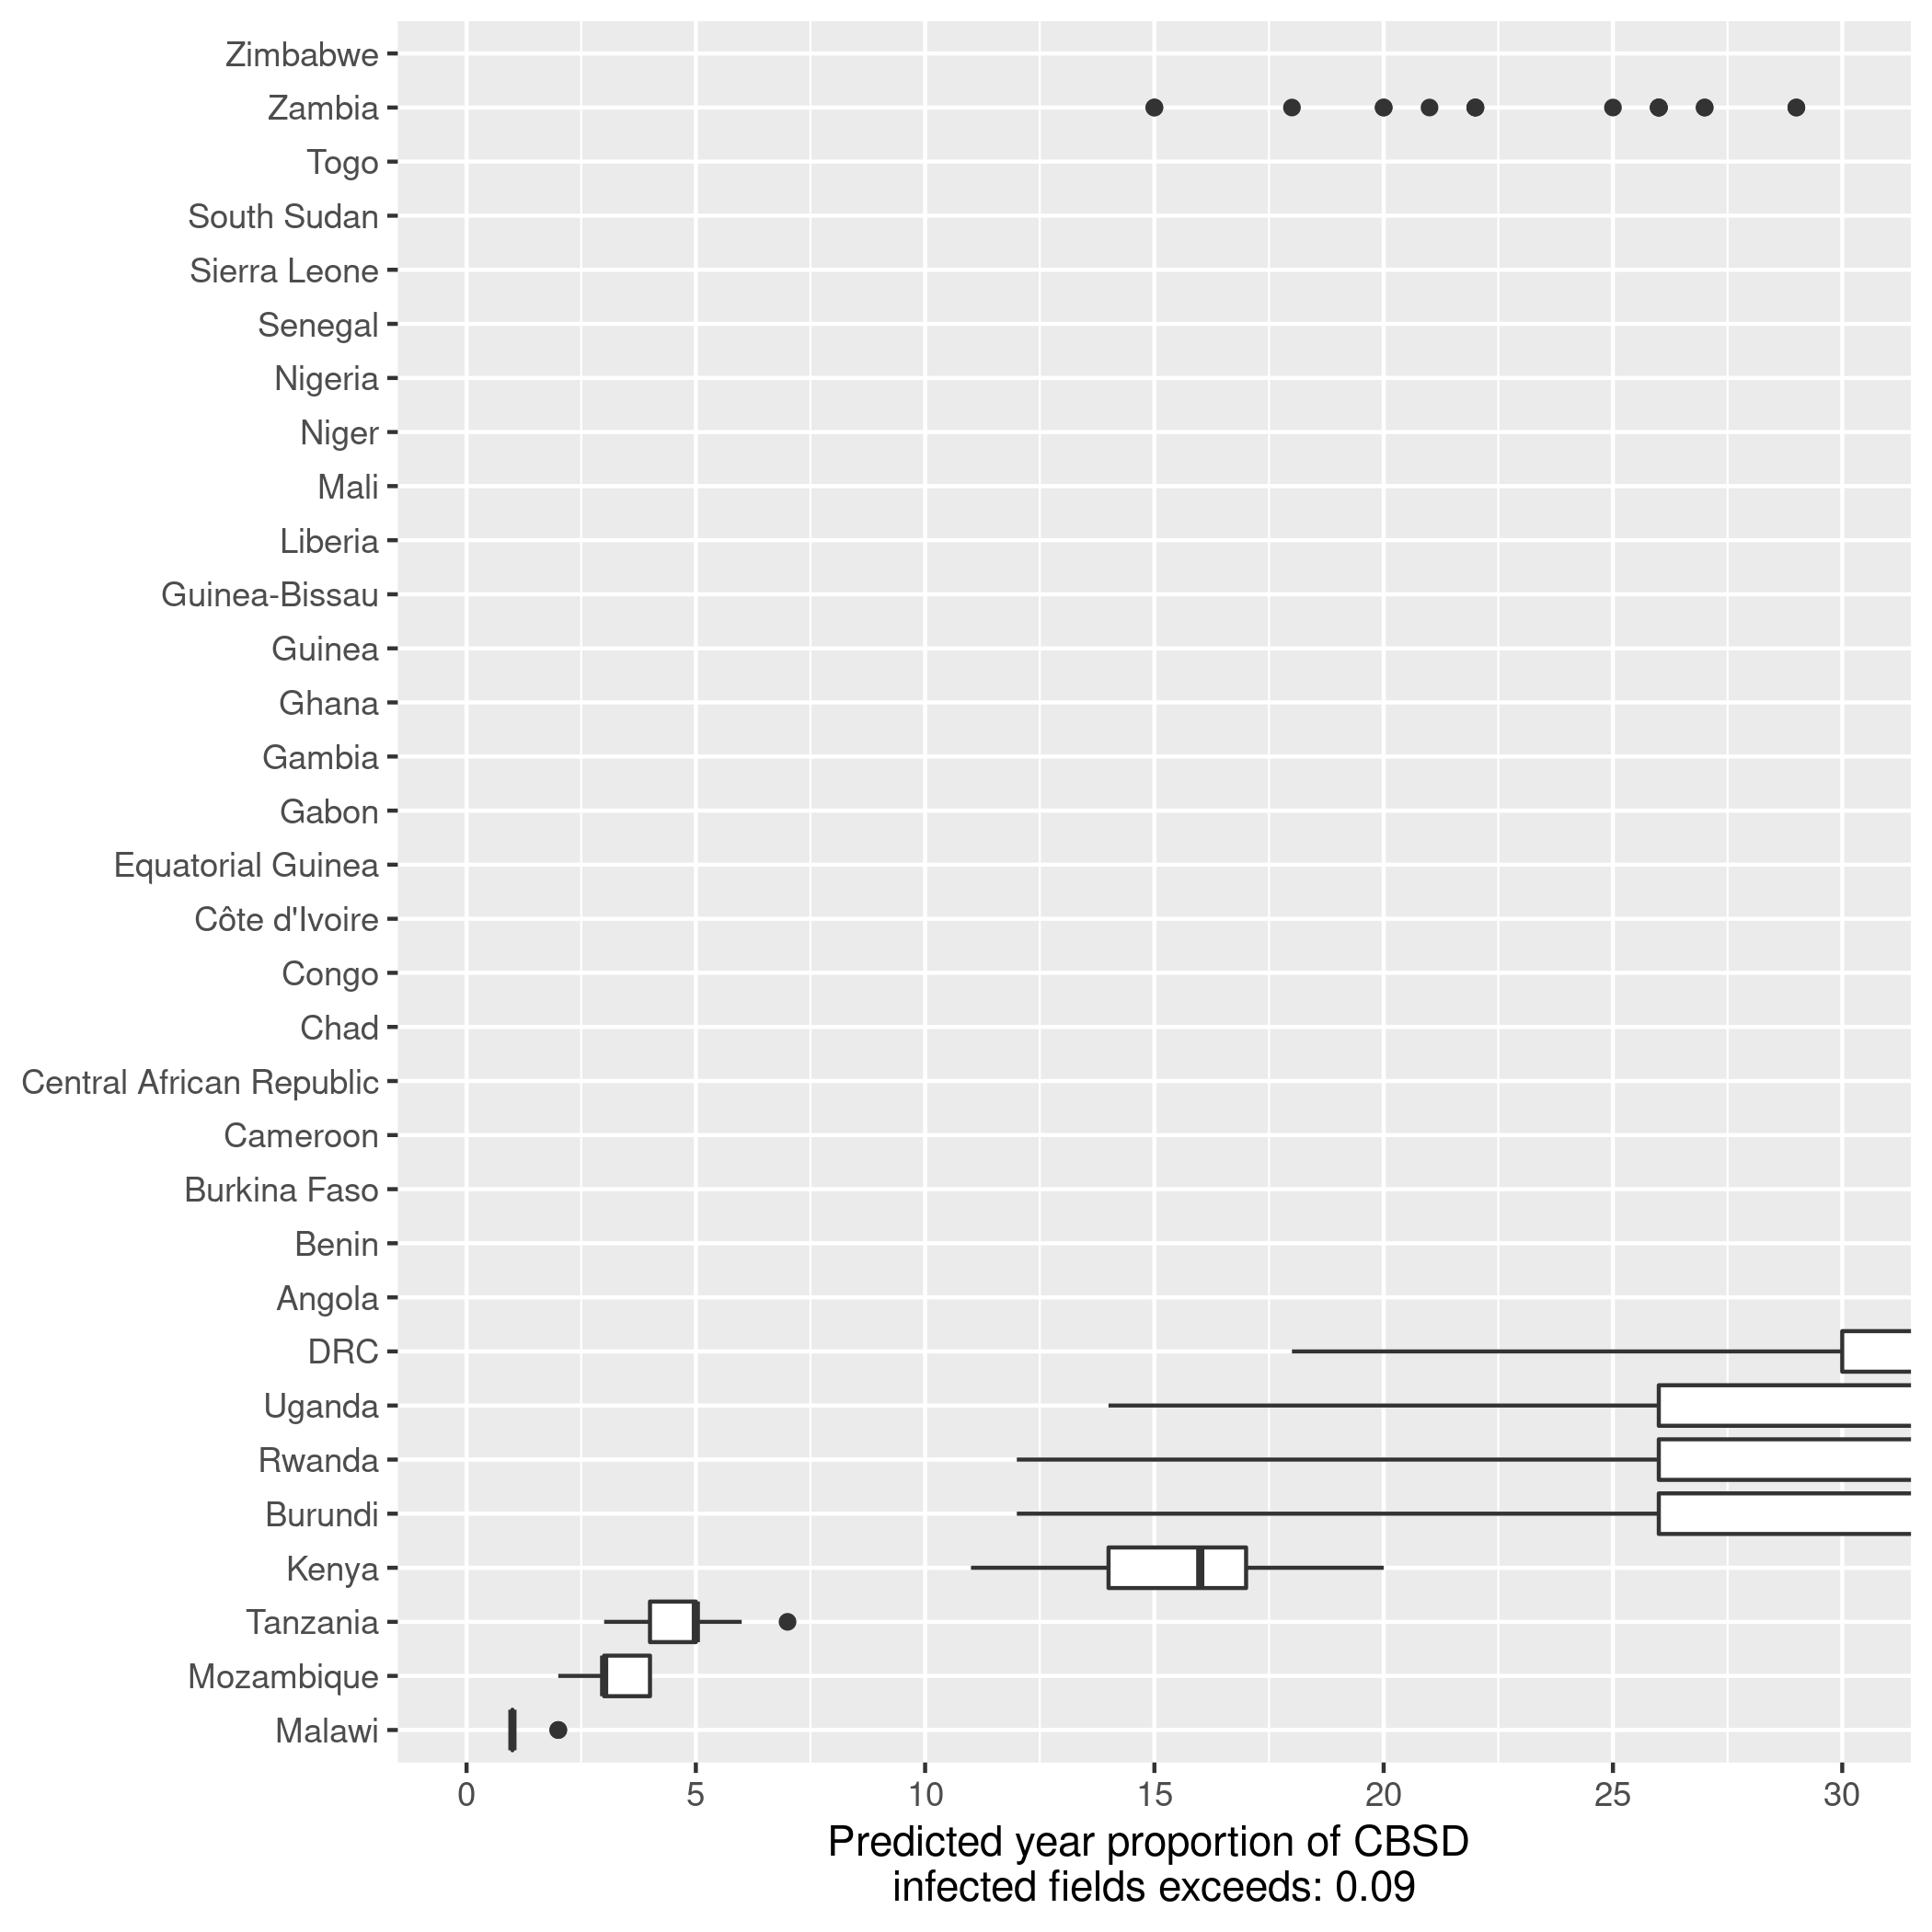 Zimbabwe
Zambia
Togo
South Sudan
Sierra Leone
Senegal
Nigeria
Niger
Mali
Liberia
Guinea-Bissau
Guinea
Ghana
Gambia
Gabon
Equatorial Guinea
Côte d'Ivoire
Congo
Chad
Central African Republic
Cameroon
Burkina Faso
Benin
Angola
DRC
Uganda
Rwanda
Burundi
Kenya
Tanzania
Mozambique
Malawi
0 5 10 15 20 25 30
Predicted year proportion of CBSD
infected fields exceeds: 0.09